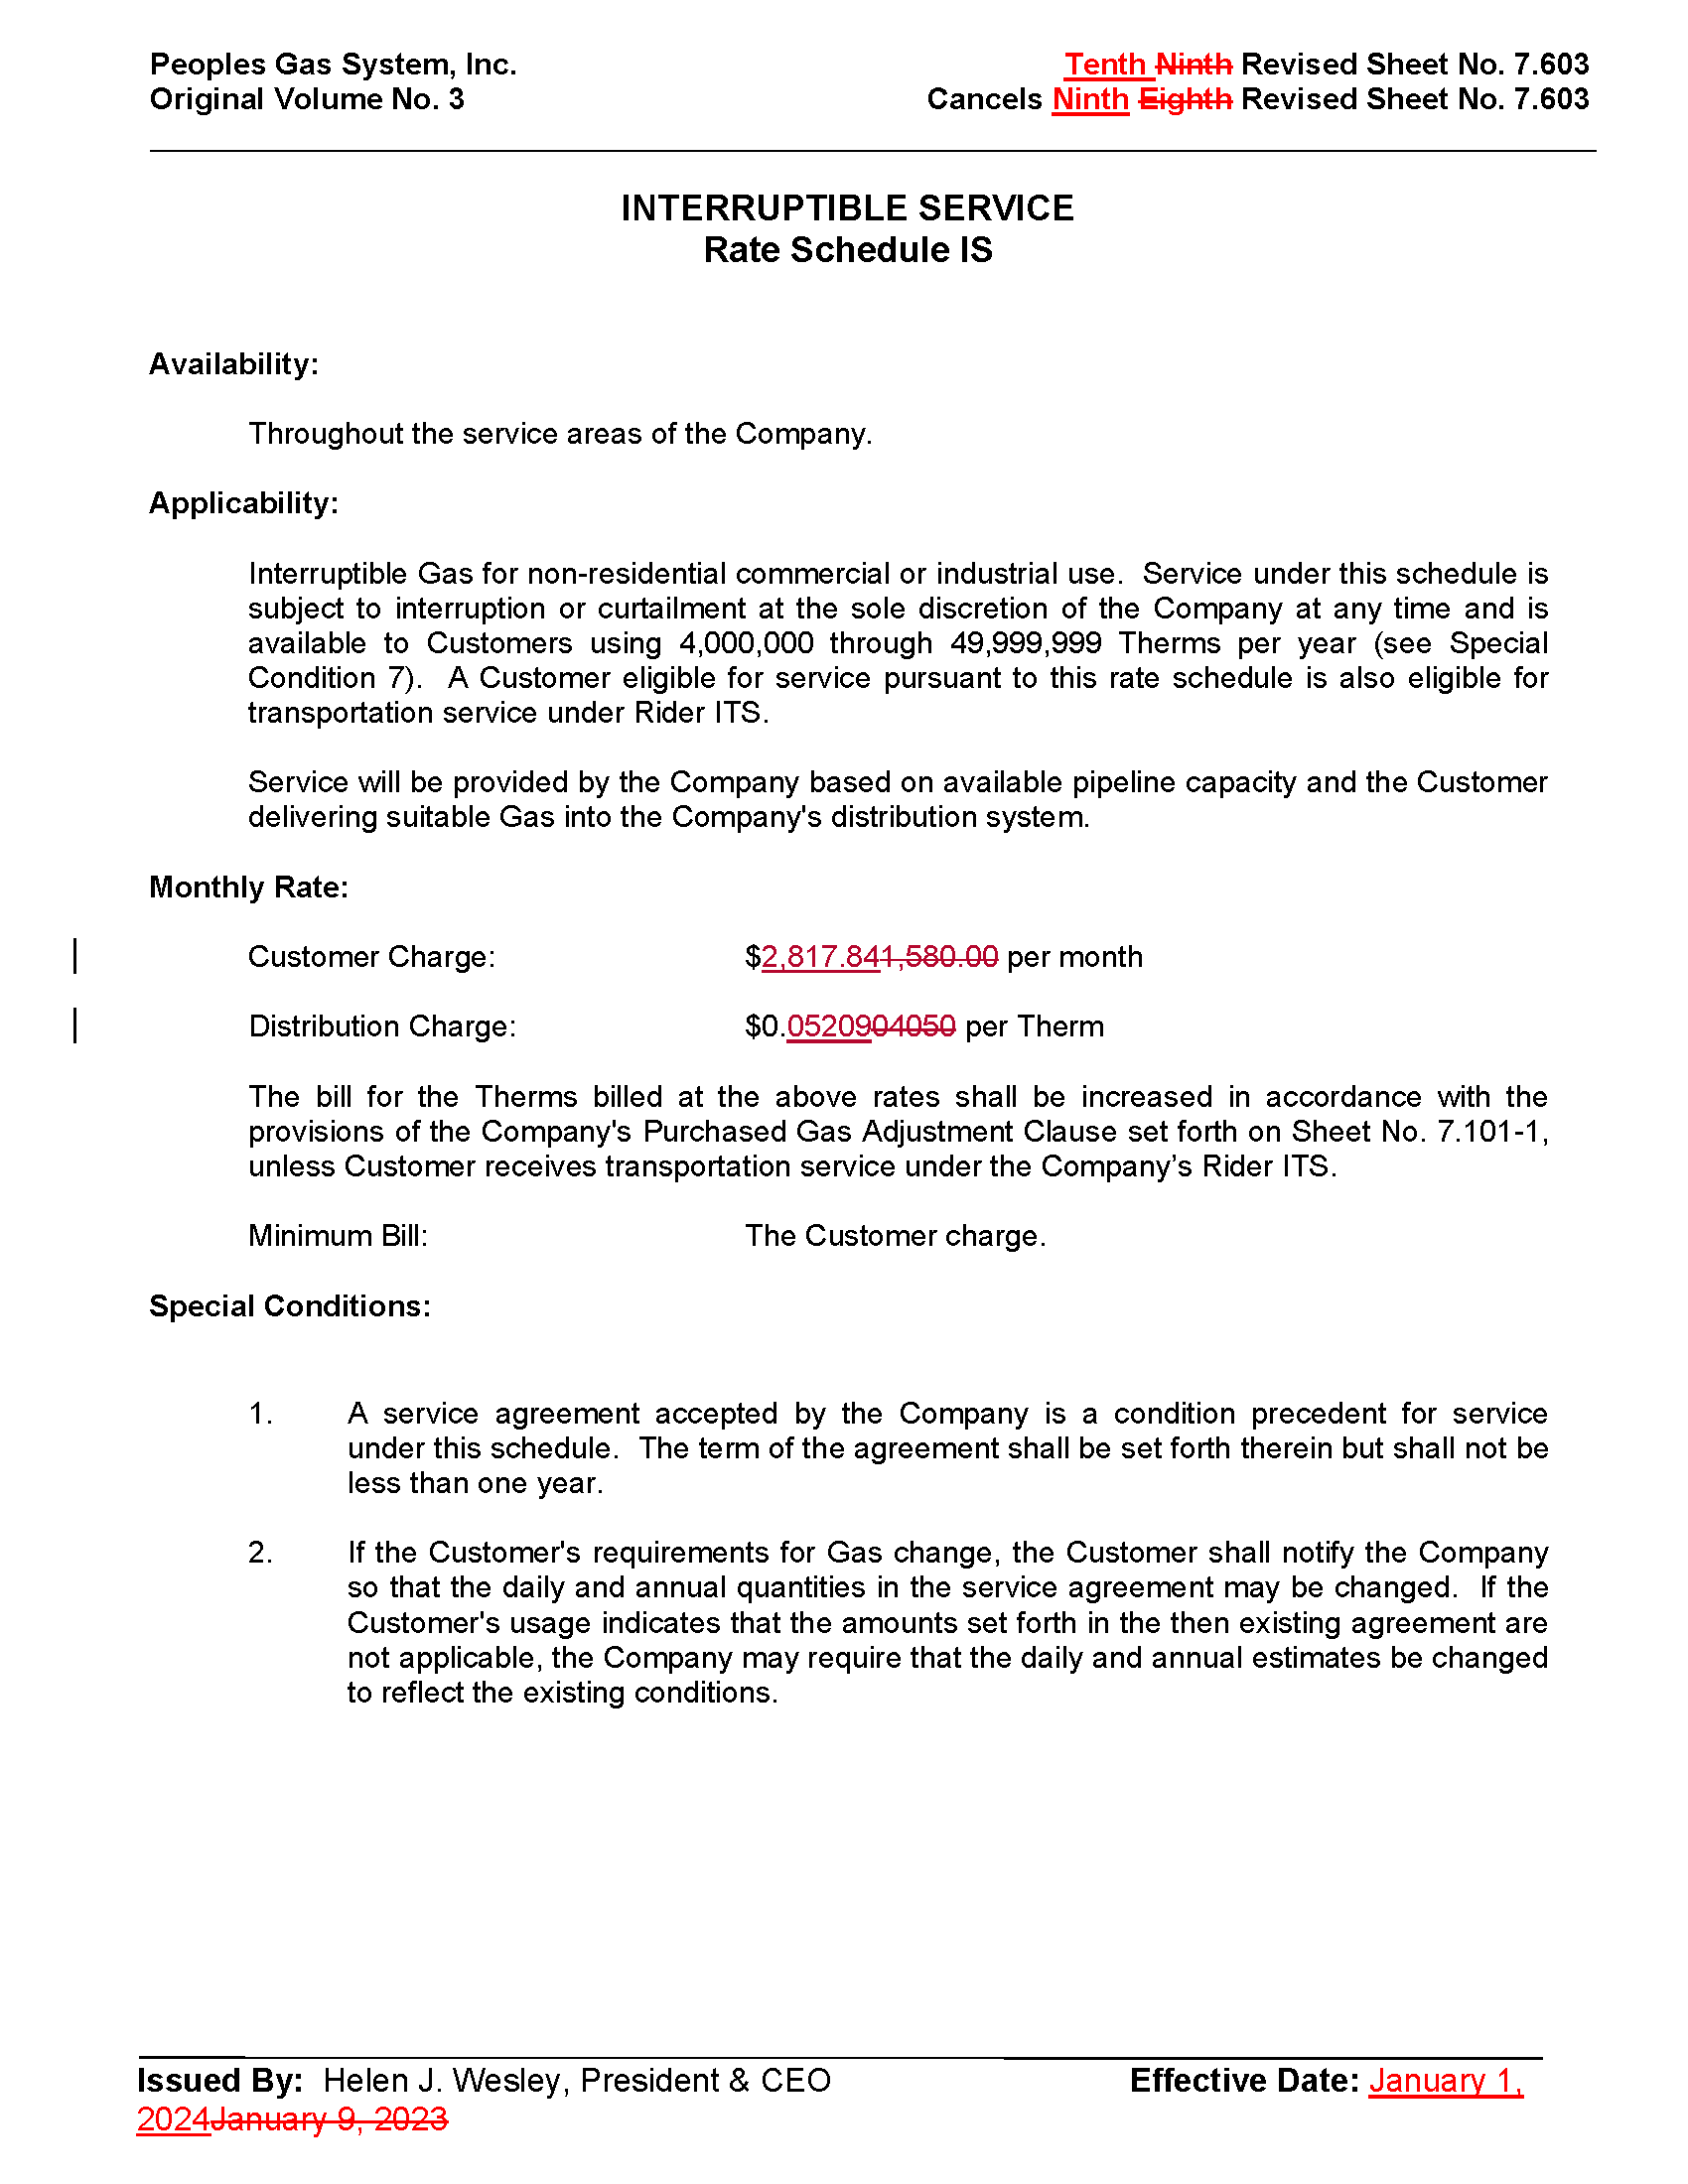 Peoples Gas System, Inc. Tenth Ninth Revised Sheet No. 7.603
Original Volume No. 3 Cancels Ninth Eighth Revised Sheet No. 7.603
INTERRUPTIBLE SERVICE
Rate Schedule IS
Availability:
Throughout the service areas of the Company.
Applicability:
Interruptible Gas for non-residential commercial or industrial use. Service under this schedule is
subject to interruption or curtailment at the sole discretion of the Company at any time and is
available to Customers using 4,000,000 through 49,999,999 Therms per year (see Special
Condition 7). A Customer eligible for service pursuant to this rate schedule is also eligible for
transportation service under Rider ITS.
Service will be provided by the Company based on available pipeline capacity and the Customer
delivering suitable Gas into the Company's distribution system.
Monthly Rate:
Customer Charge: $2,817.841,580.00 per month
Distribution Charge: $0.0520904050 per Therm
The bill for the Therms billed at the above rates shall be increased in accordance with the
provisions of the Company's Purchased Gas Adjustment Clause set forth on Sheet No. 7.101-1,
unless Customer receives transportation service under the Company’s Rider ITS.
Minimum Bill: The Customer charge.
Special Conditions:
1. A service agreement accepted by the Company is a condition precedent for service
under this schedule. The term of the agreement shall be set forth therein but shall not be
less than one year.
2. If the Customer's requirements for Gas change, the Customer shall notify the Company
so that the daily and annual quantities in the service agreement may be changed. If the
Customer's usage indicates that the amounts set forth in the then existing agreement are
not applicable, the Company may require that the daily and annual estimates be changed
to reflect the existing conditions.
Issued By: Helen J. Wesley, President & CEO Effective Date: January 1,
2024January 9, 2023